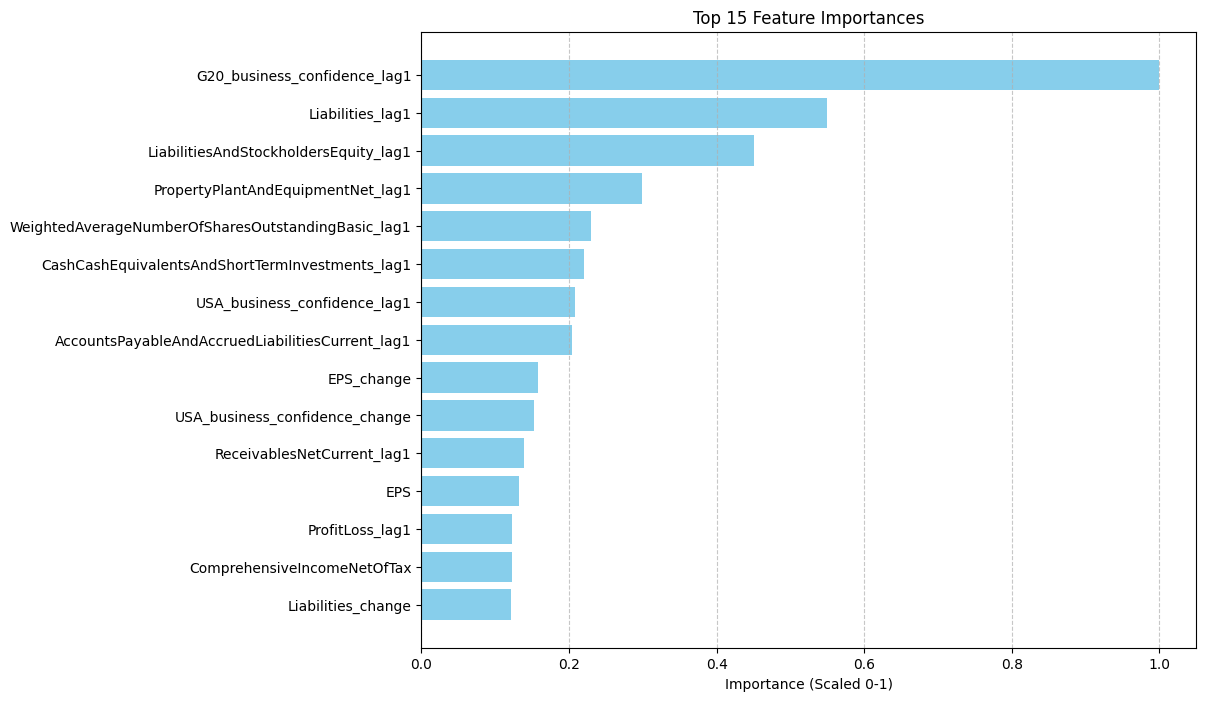 Top 15 Feature Importances
G20_business_confidence_lag1
Liabilities_lag1
LiabilitiesAndStockholdersEquity_lag1
PropertyPlantAndEquipmentNet_lag1
WeightedAverageNumberOfSharesOutstandingBasic_lag1
CashCashEquivalentsAndShortTermInvestments_lag1
USA_business_confidence_lag1
AccountsPayableAndAccruedLiabilitiesCurrent_lag1
EPS_change
USA_business_confidence_change
ReceivablesNetCurrent_lag1
EPS
ProfitLoss_lag1
ComprehensiveIncomeNetOfTax
Liabilities_change
0.0 0.2 0.4 0.6 0.8 1.0
Importance (Scaled 0-1)